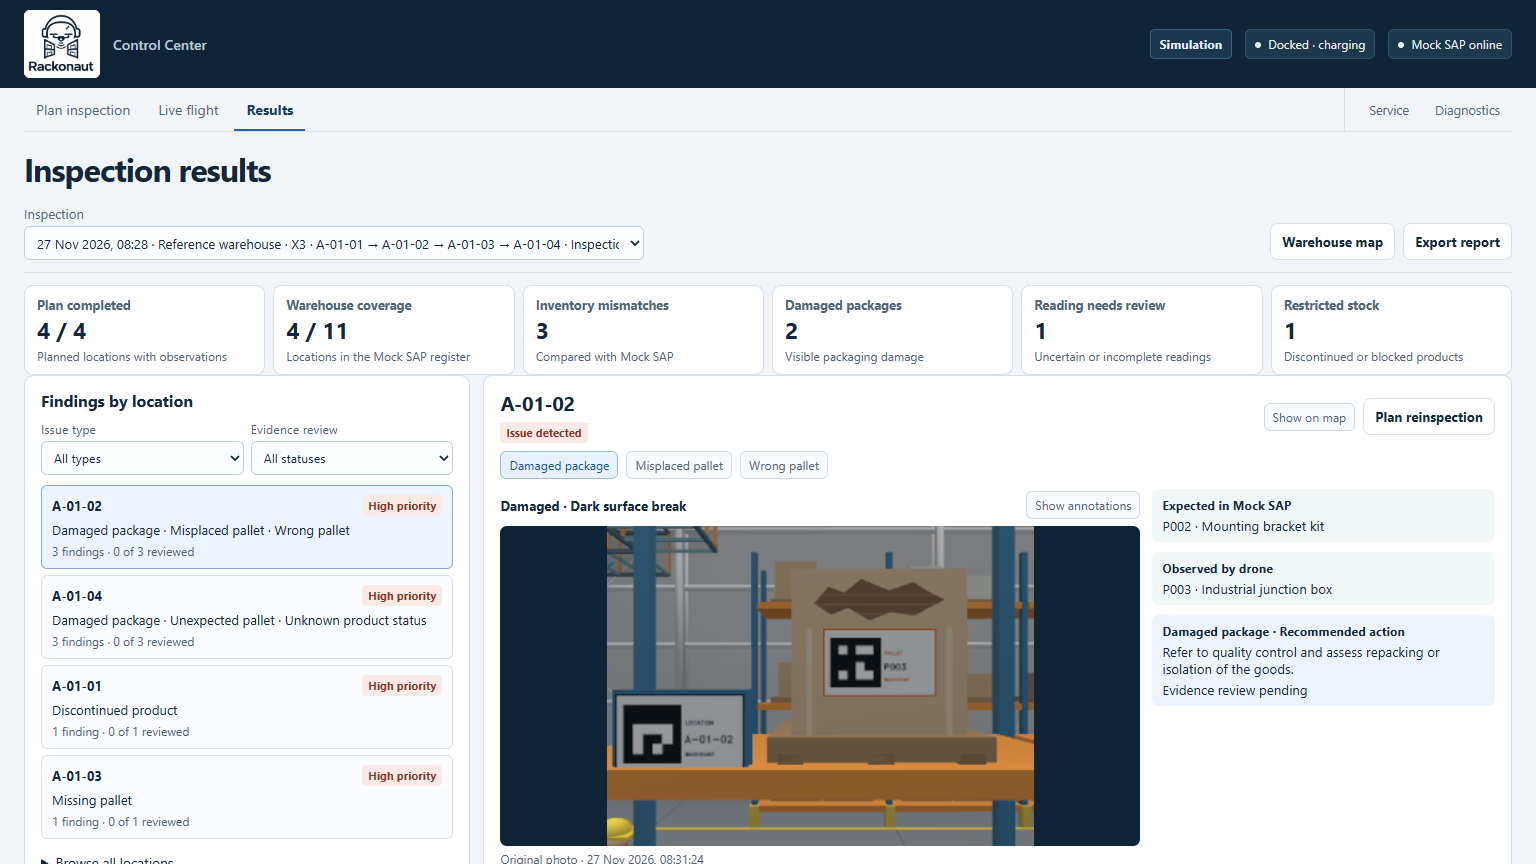 Rackonaut
Control Center
Simulation
Docked · charging
Mock SAP online
Plan inspection
Live flight
Results
Service
Diagnostics
Inspection results
Inspection
27 Nov 2026, 08:28 · Reference warehouse · X3 · A-01-01 → A-01-02 → A-01-03 → A-01-04 · Inspectic
Warehouse map
Export report
Plan completed
4 / 4
Planned locations with observations
Warehouse coverage
4 / 11
Locations in the Mock SAP register
Inventory mismatches
3
Compared with Mock SAP
Damaged packages
2
Visible packaging damage
Reading needs review
1
Uncertain or incomplete readings
Restricted stock
1
Discontinued or blocked products
Findings by location
Issue type
Evidence review
All types
All statuses
A-01-02
High priority
Damaged package · Misplaced pallet · Wrong pallet
3 findings · 0 of 3 reviewed
A-01-04
High priority
Damaged package · Unexpected pallet · Unknown product status
3 findings · 0 of 3 reviewed
A-01-01
High priority
Discontinued product
1 finding · 0 of 1 reviewed
A-01-03
High priority
Missing pallet
1 finding · 0 of 1 reviewed
Browse all locations
A-01-02
Issue detected
Show on map
Plan reinspection
Damaged package
Misplaced pallet
Wrong pallet
Damaged · Dark surface break
Show annotations
PALLET
P003
RACKONAUT
LOCATION
A-01-02
RACKONAUT
Original photo · 27 Nov 2026, 08:31:24
Expected in Mock SAP
P002 · Mounting bracket kit
Observed by drone
P003 · Industrial junction box
Damaged package · Recommended action
Refer to quality control and assess repacking or
isolation of the goods.
Evidence review pending